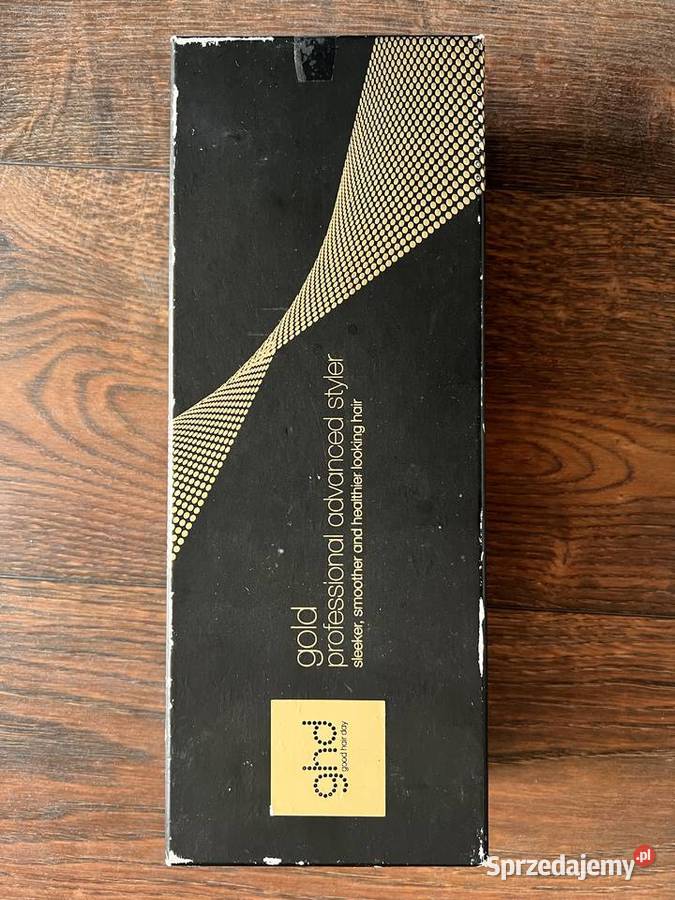 gold
professional advanced styler
sleeker, smoother and healthier looking hair
ghd
good hair day
Sprzedajemy.pl